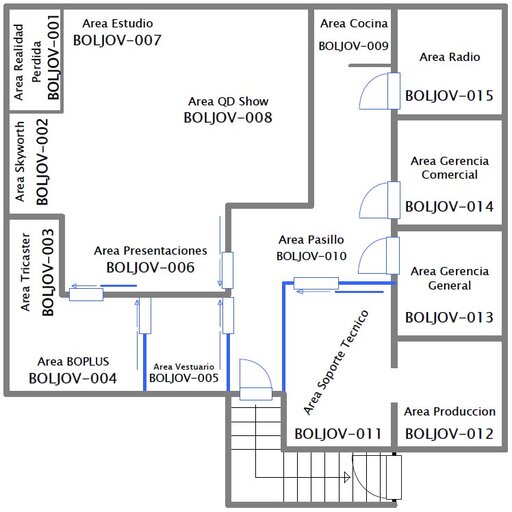 Area Realidad
Perdida
BOLJOV-001
Area Estudio
BOLJOV-007
Area Cocina
BOLJOV-009
Area Radio
BOLJOV-015
Area QD Show
BOLJOV-008
Area Skyworth
BOLJOV-002
Area Gerencia
Comercial
BOLJOV-014
Area Tricaster
BOLJOV-003
Area Presentaciones
BOLJOV-006
Area Pasillo
BOLJOV-010
Area Gerencia
General
BOLJOV-013
Area BOPLUS
BOLJOV-004
Area Vestuario
BOLJOV-005
Area Soporte Tecnico
BOLJOV-011
Area Produccion
BOLJOV-012